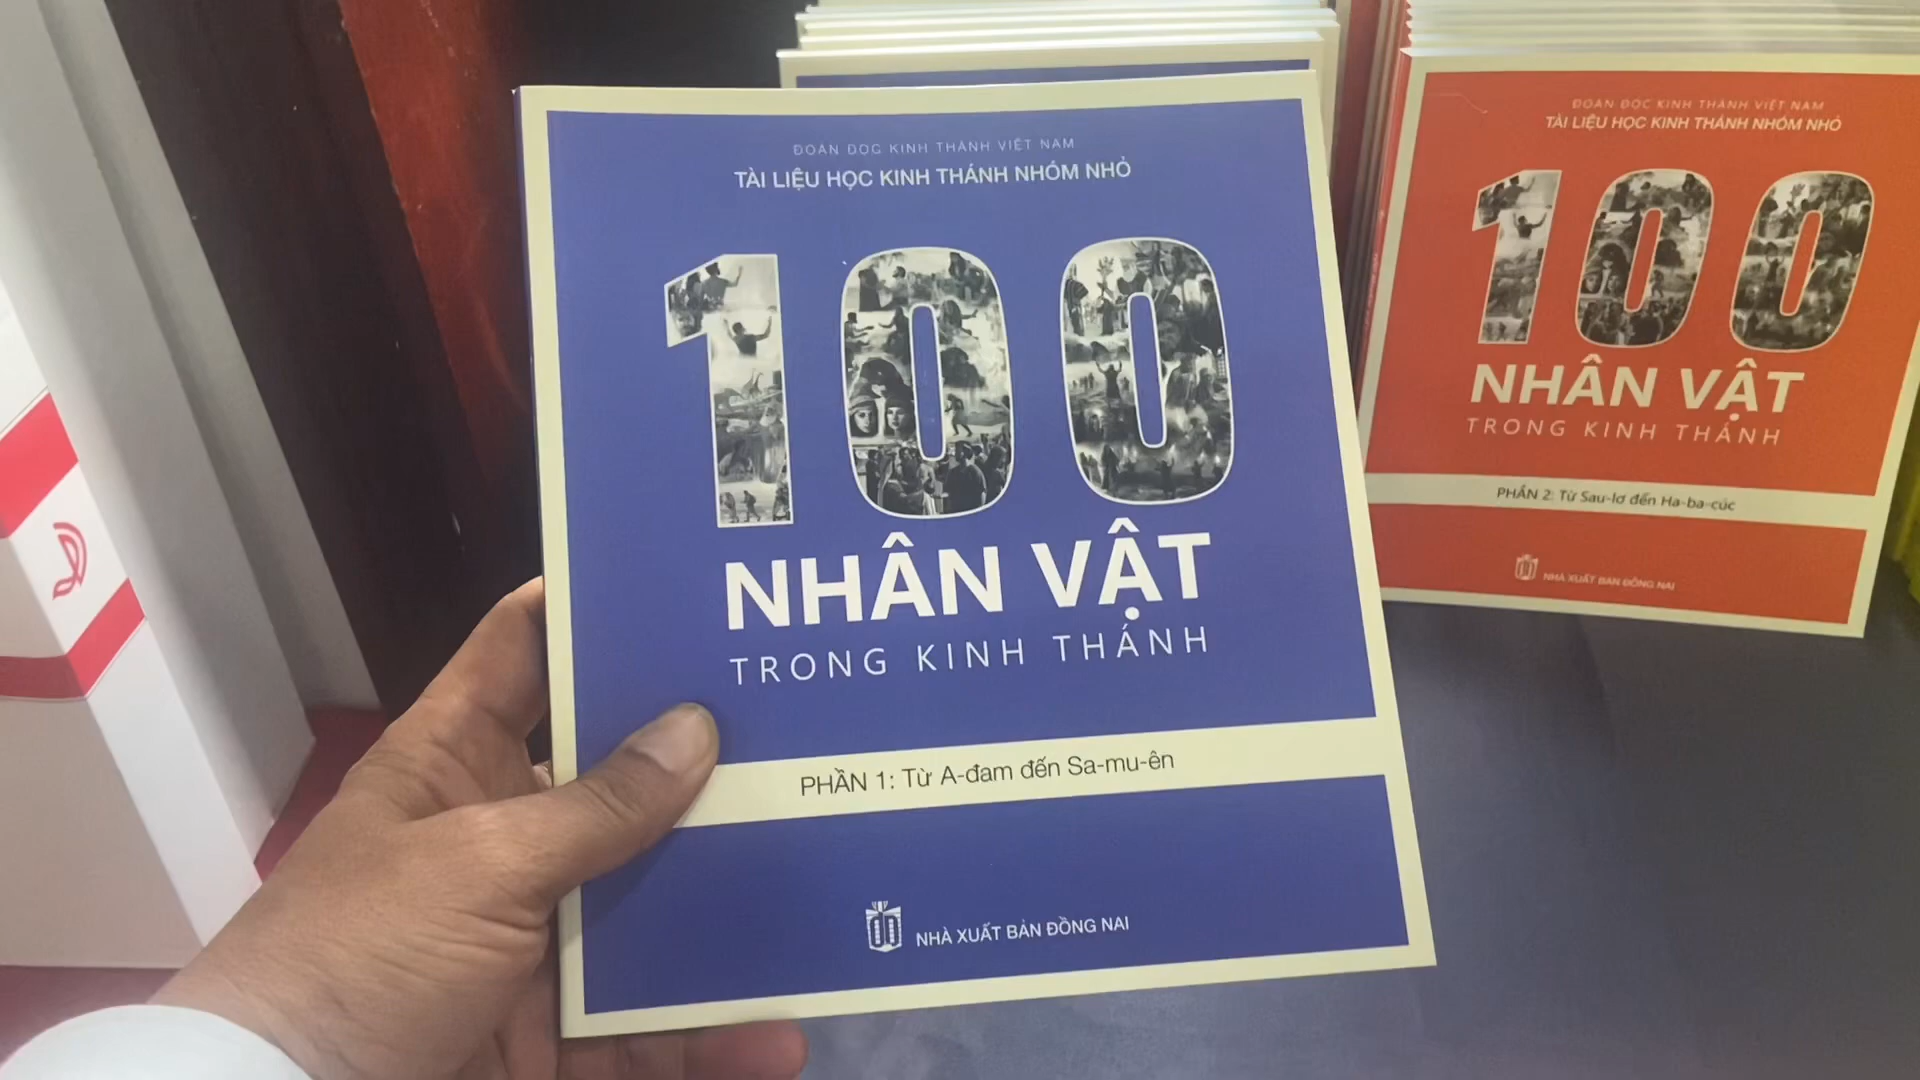 ĐOÀN ĐỌC KINH THÁNH VIỆT NAM
TÀI LIỆU HỌC KINH THÁNH NHÓM NHỎ
100
NHÂN VẬT
TRONG KINH THÁNH
PHẦN 1: Từ A-đam đến Sa-mu-ên
NHÀ XUẤT BẢN ĐỒNG NAI
ĐOÀN ĐỌC KINH THÁNH VIỆT NAM
TÀI LIỆU HỌC KINH THÁNH NHÓM NHỎ
100
NHÂN VẬT
TRONG KINH THÁNH
PHẦN 2: Từ Sau-lơ đến Ha-ba-cúc
NHÀ XUẤT BẢN ĐỒNG NAI